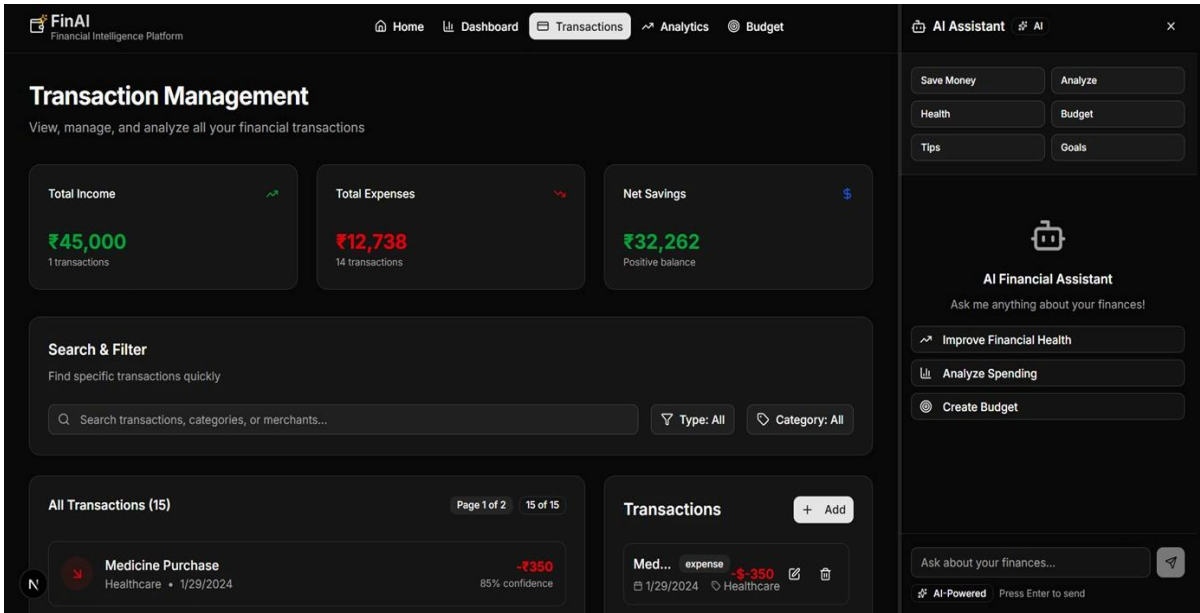 FinAI
Financial Intelligence Platform
Home
Dashboard
Transactions
Analytics
Budget
Transaction Management
View, manage, and analyze all your financial transactions
Total Income
₹45,000
1 transactions
Total Expenses
₹12,738
14 transactions
Net Savings
$
₹32,262
Positive balance
Search & Filter
Find specific transactions quickly
Search transactions, categories, or merchants...
Type: All
Category: All
All Transactions (15)
Page 1 of 2
15 of 15
Medicine Purchase
Healthcare • 1/29/2024
-₹350
85% confidence
N
Transactions
+ Add
Med...
expense
-$-350
1/29/2024
Healthcare
AI Assistant
AI
Save Money
Analyze
Health
Budget
Tips
Goals
AI Financial Assistant
Ask me anything about your finances!
Improve Financial Health
Analyze Spending
Create Budget
Ask about your finances...
AI-Powered
Press Enter to send